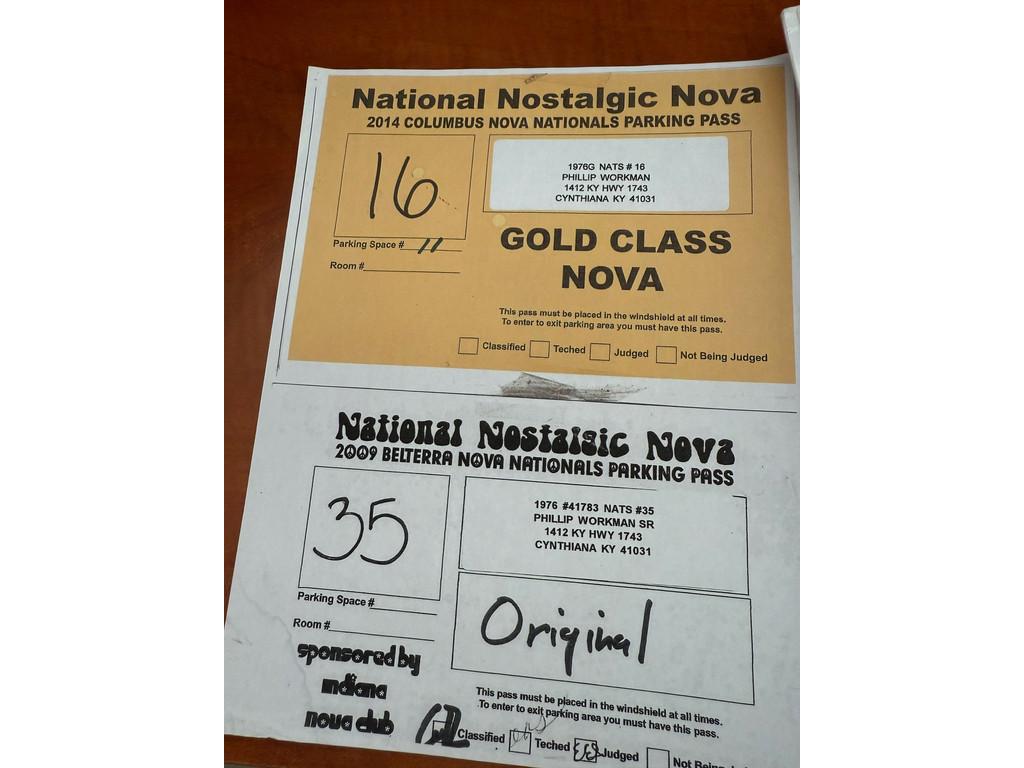 National Nostalgic Nova
2014 COLUMBUS NOVA NATIONALS PARKING PASS
16
1976G NATS # 16
PHILLIP WORKMAN
1412 KY HWY 1743
CYNTHIANA KY 41031
Parking Space # 11
Room #
GOLD CLASS
NOVA
This pass must be placed in the windshield at all times.
To enter to exit parking area you must have this pass.
Classified Teched Judged Not Being Judged
National Nostalgic Nova
2009 BELTERRA NOVA NATIONALS PARKING PASS
35
1976 #41783 NATS #35
PHILLIP WORKMAN SR
1412 KY HWY 1743
CYNTHIANA KY 41031
Parking Space #
Room #
Original
sponsored by
indiana
nova club
This pass must be placed in the windshield at all times.
To enter to exit parking area you must have this pass.
Classified Teched Judged Not Bein